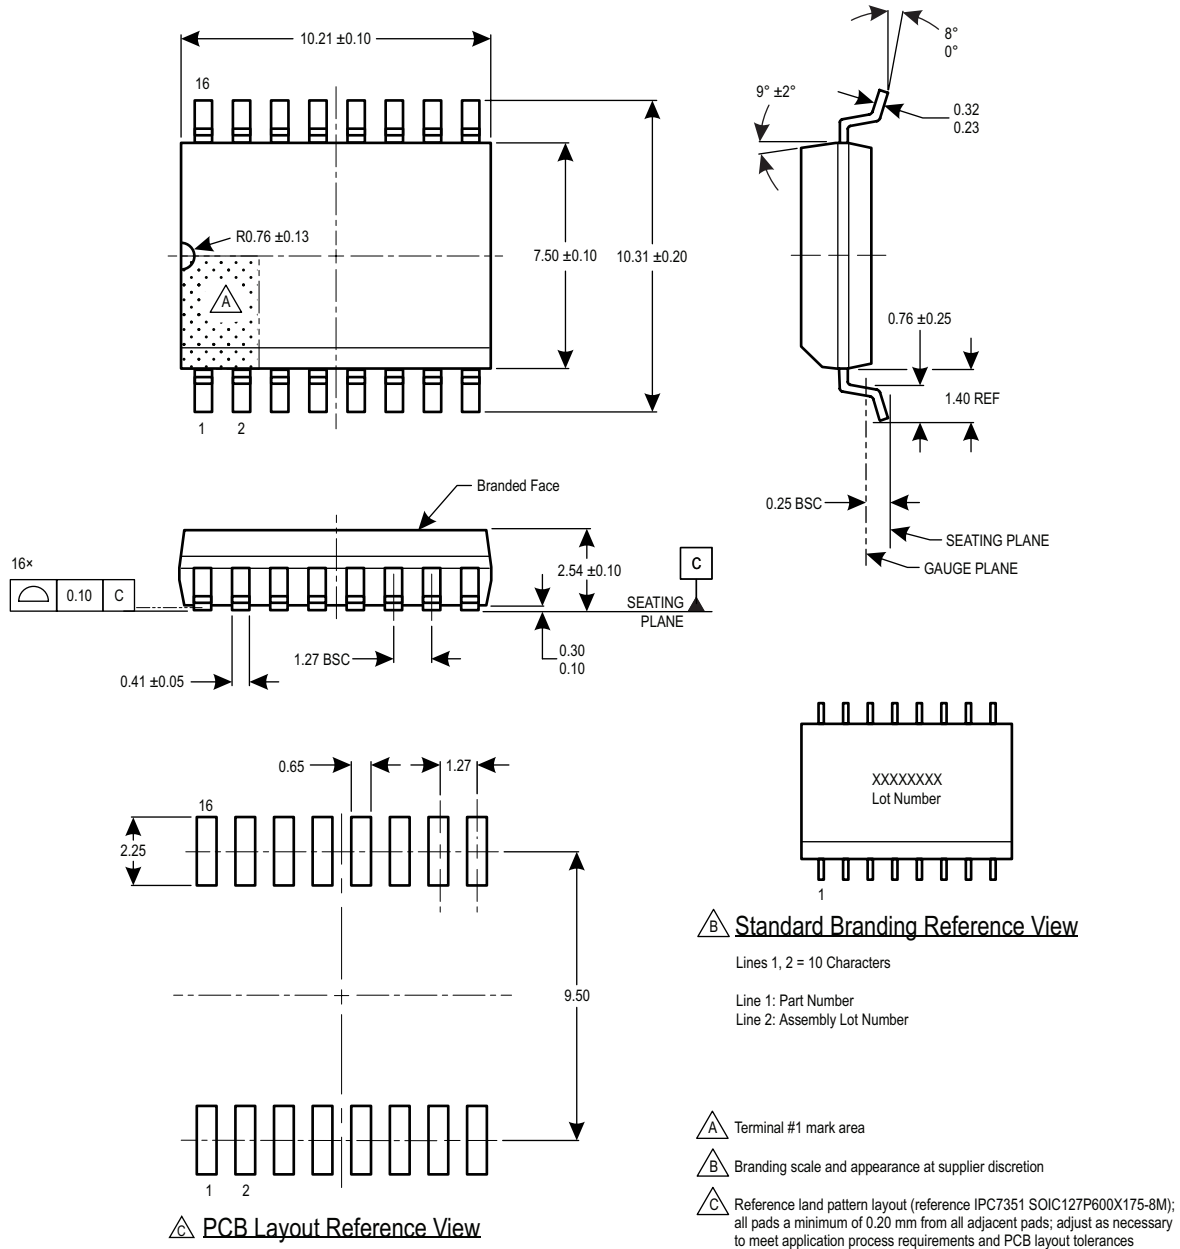 10.21 ±0.10
16
R0.76 ±0.13
7.50 ±0.10
10.31 ±0.20
A
1 2
8°
0°
9° ±2°
0.32
0.23
0.76 ±0.25
1.40 REF
0.25 BSC
SEATING PLANE
GAUGE PLANE
Branded Face
16×
0.10 C
2.54 ±0.10
C
SEATING
PLANE
0.30
0.10
1.27 BSC
0.41 ±0.05
0.65
1.27
16
2.25
9.50
1 2
C PCB Layout Reference View
XXXXXXXX
Lot Number
1
B Standard Branding Reference View
Lines 1, 2 = 10 Characters
Line 1: Part Number
Line 2: Assembly Lot Number
A Terminal #1 mark area
B Branding scale and appearance at supplier discretion
C Reference land pattern layout (reference IPC7351 SOIC127P600X175-8M);
all pads a minimum of 0.20 mm from all adjacent pads; adjust as necessary
to meet application process requirements and PCB layout tolerances